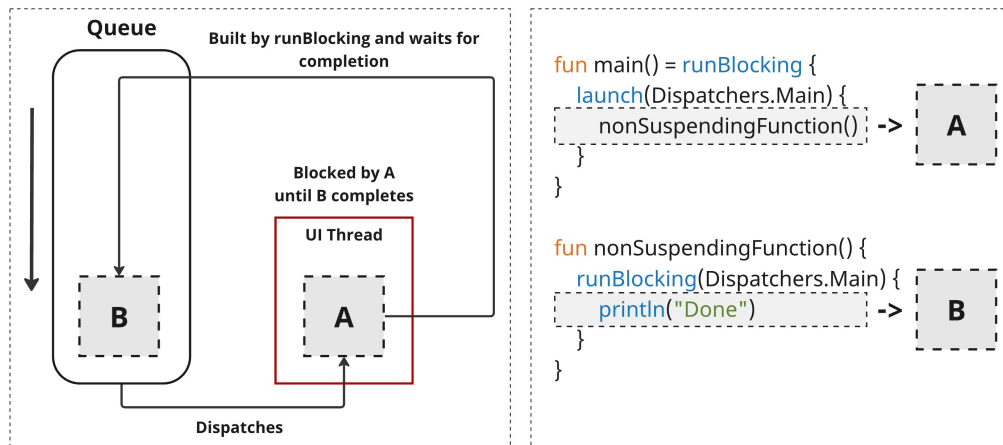 Queue
Built by runBlocking and waits for
completion
Blocked by A
until B completes
UI Thread
B
A
Dispatches
fun main() = runBlocking {
launch(Dispatchers.Main) {
nonSuspendingFunction()
-> A
}
}
fun nonSuspendingFunction() {
runBlocking(Dispatchers.Main) {
println("Done")
-> B
}
}